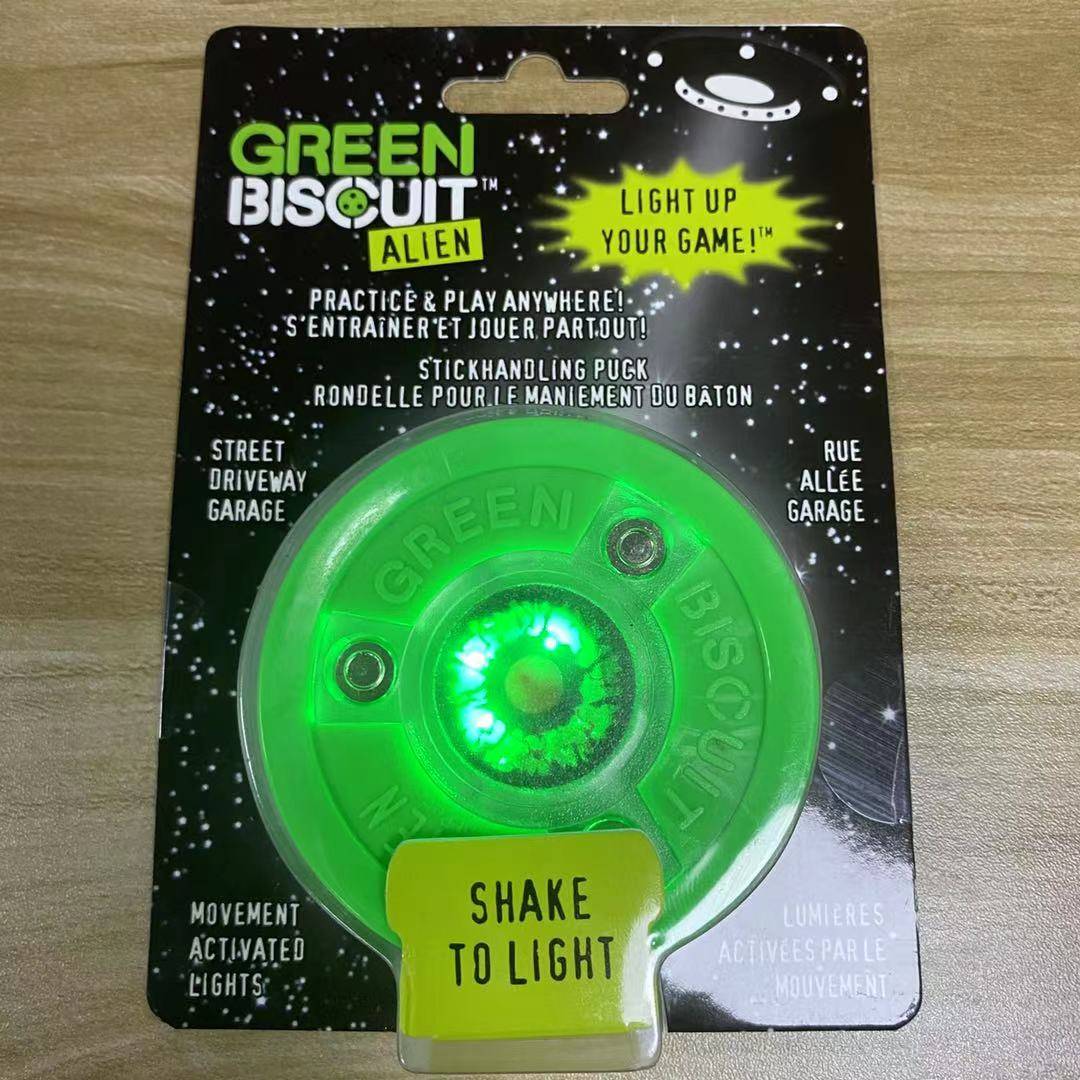 GREEN
BISCUIT™
ALIEN
LIGHT UP
YOUR GAME!™
PRACTICE & PLAY ANYWHERE!
S'ENTRAÎNER ET JOUER PARTOUT!
STICKHANDLING PUCK
RONDELLE POUR LE MANIEMENT DU BÂTON
STREET
DRIVEWAY
GARAGE
RUE
ALLÉE
GARAGE
GREEN
BISCUIT
SHAKE
TO LIGHT
MOVEMENT
ACTIVATED
LIGHTS
LUMIÈRES
ACTIVÉES PAR LE
MOUVEMENT